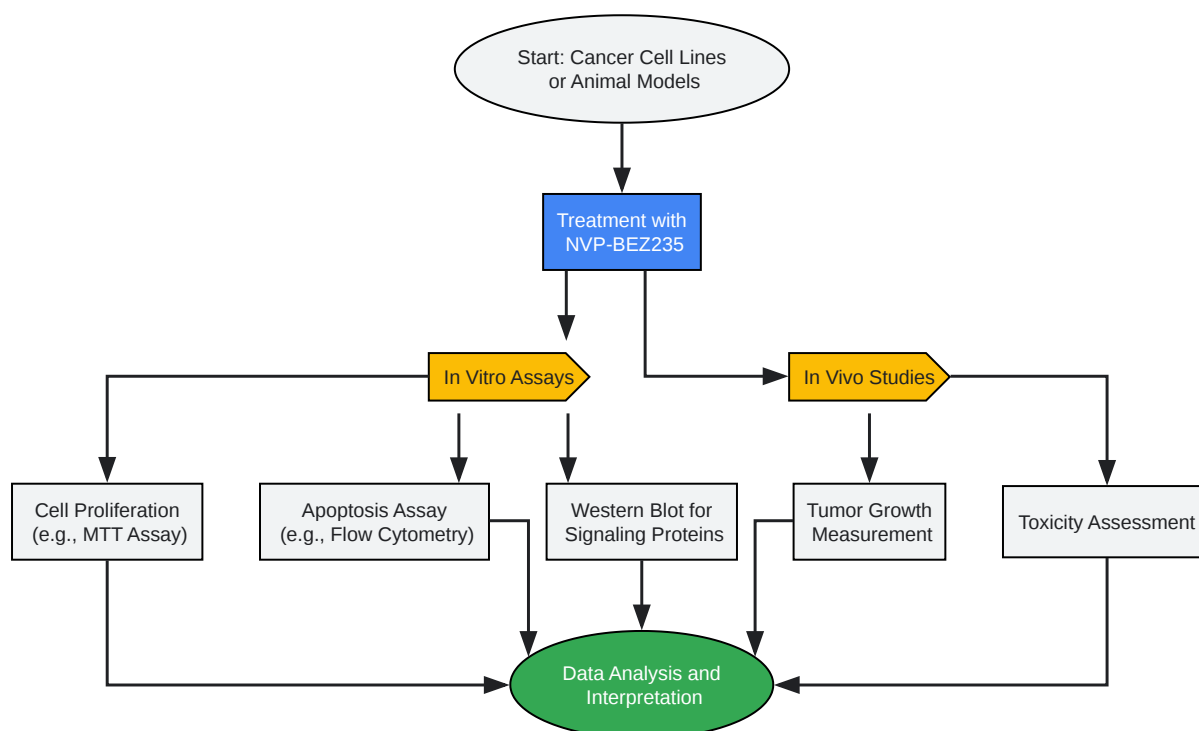 Start: Cancer Cell Lines
or Animal Models
Treatment with
NVP-BEZ235
In Vitro Assays
In Vivo Studies
Cell Proliferation
(e.g., MTT Assay)
Apoptosis Assay
(e.g., Flow Cytometry)
Western Blot for
Signaling Proteins
Tumor Growth
Measurement
Toxicity Assessment
Data Analysis and
Interpretation